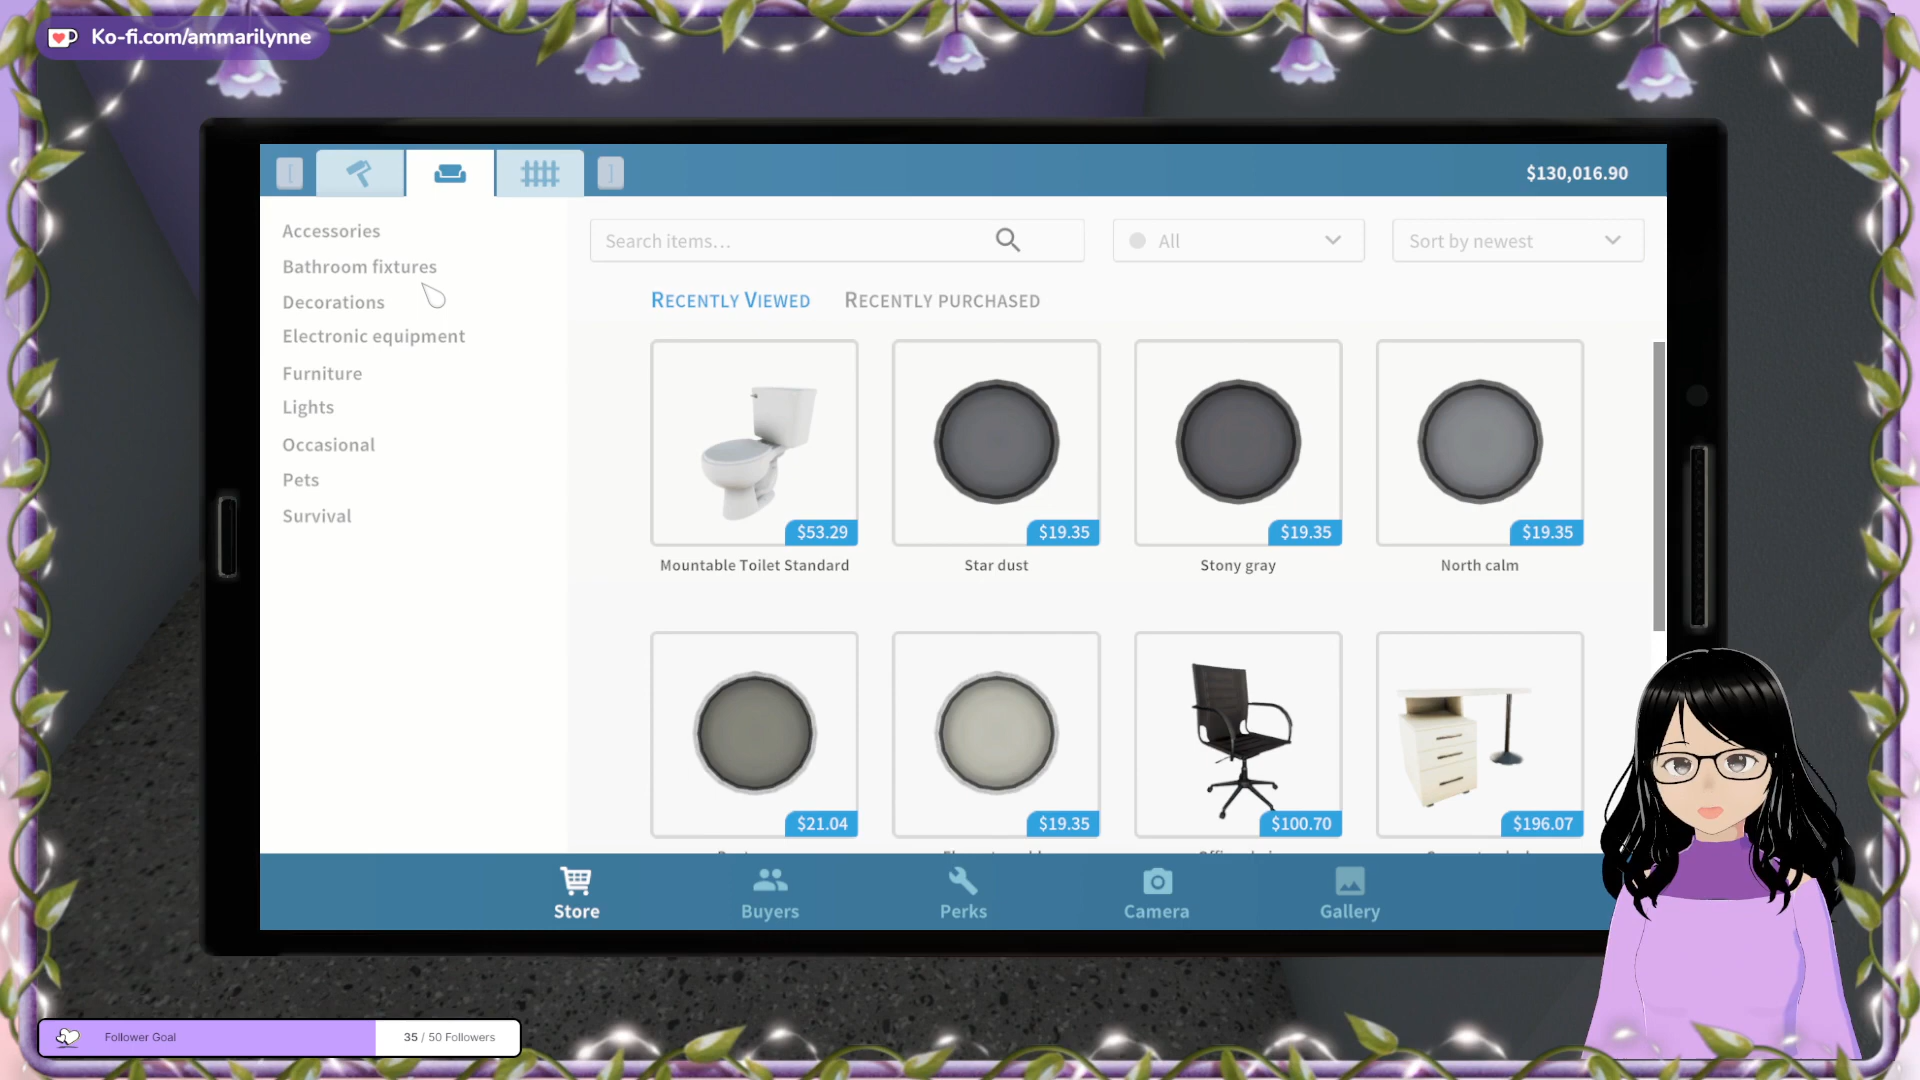 Ko-fi.com/ammarilynne
$130,016.90
Accessories
Bathroom fixtures
Decorations
Electronic equipment
Furniture
Lights
Occasional
Pets
Survival
Search items...
All
Sort by newest
RECENTLY VIEWED
RECENTLY PURCHASED
$53.29
$19.35
$19.35
$19.35
Mountable Toilet Standard
Star dust
Stony gray
North calm
$21.04
$19.35
$100.70
$196.07
Store
Buyers
Perks
Camera
Gallery
Follower Goal
35 / 50 Followers